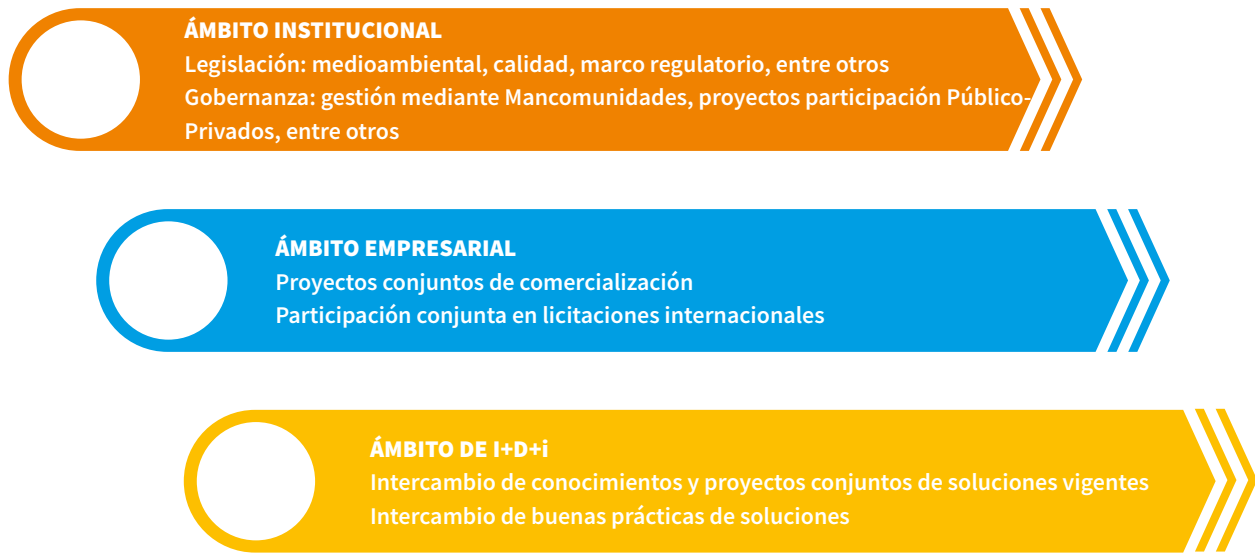 ÁMBITO INSTITUCIONAL
Legislación: medioambiental, calidad, marco regulatorio, entre otros
Gobernanza: gestión mediante Mancomunidades, proyectos participación Público-
Privados, entre otros
ÁMBITO EMPRESARIAL
Proyectos conjuntos de comercialización
Participación conjunta en licitaciones internacionales
ÁMBITO DE I+D+i
Intercambio de conocimientos y proyectos conjuntos de soluciones vigentes
Intercambio de buenas prácticas de soluciones